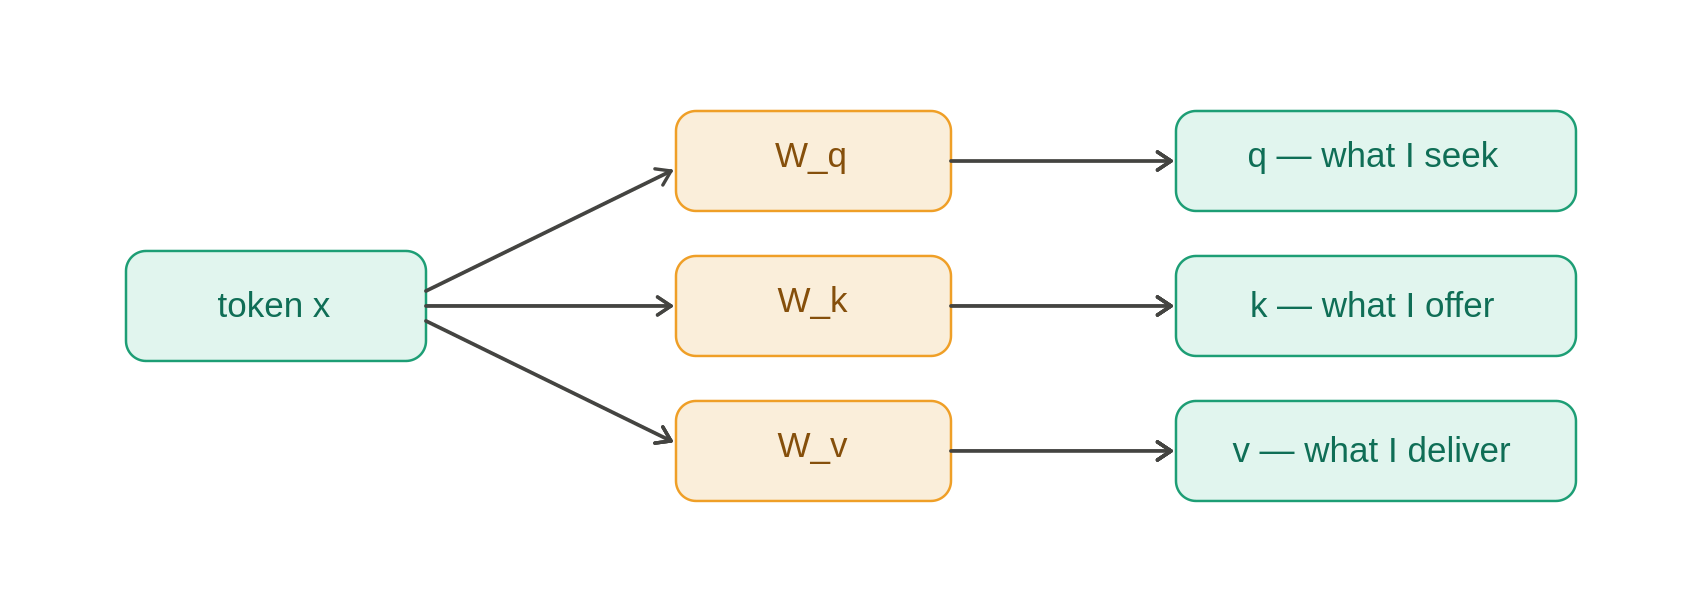 W_q
q — what I seek
token x
W_k
k — what I offer
W_v
v — what I deliver